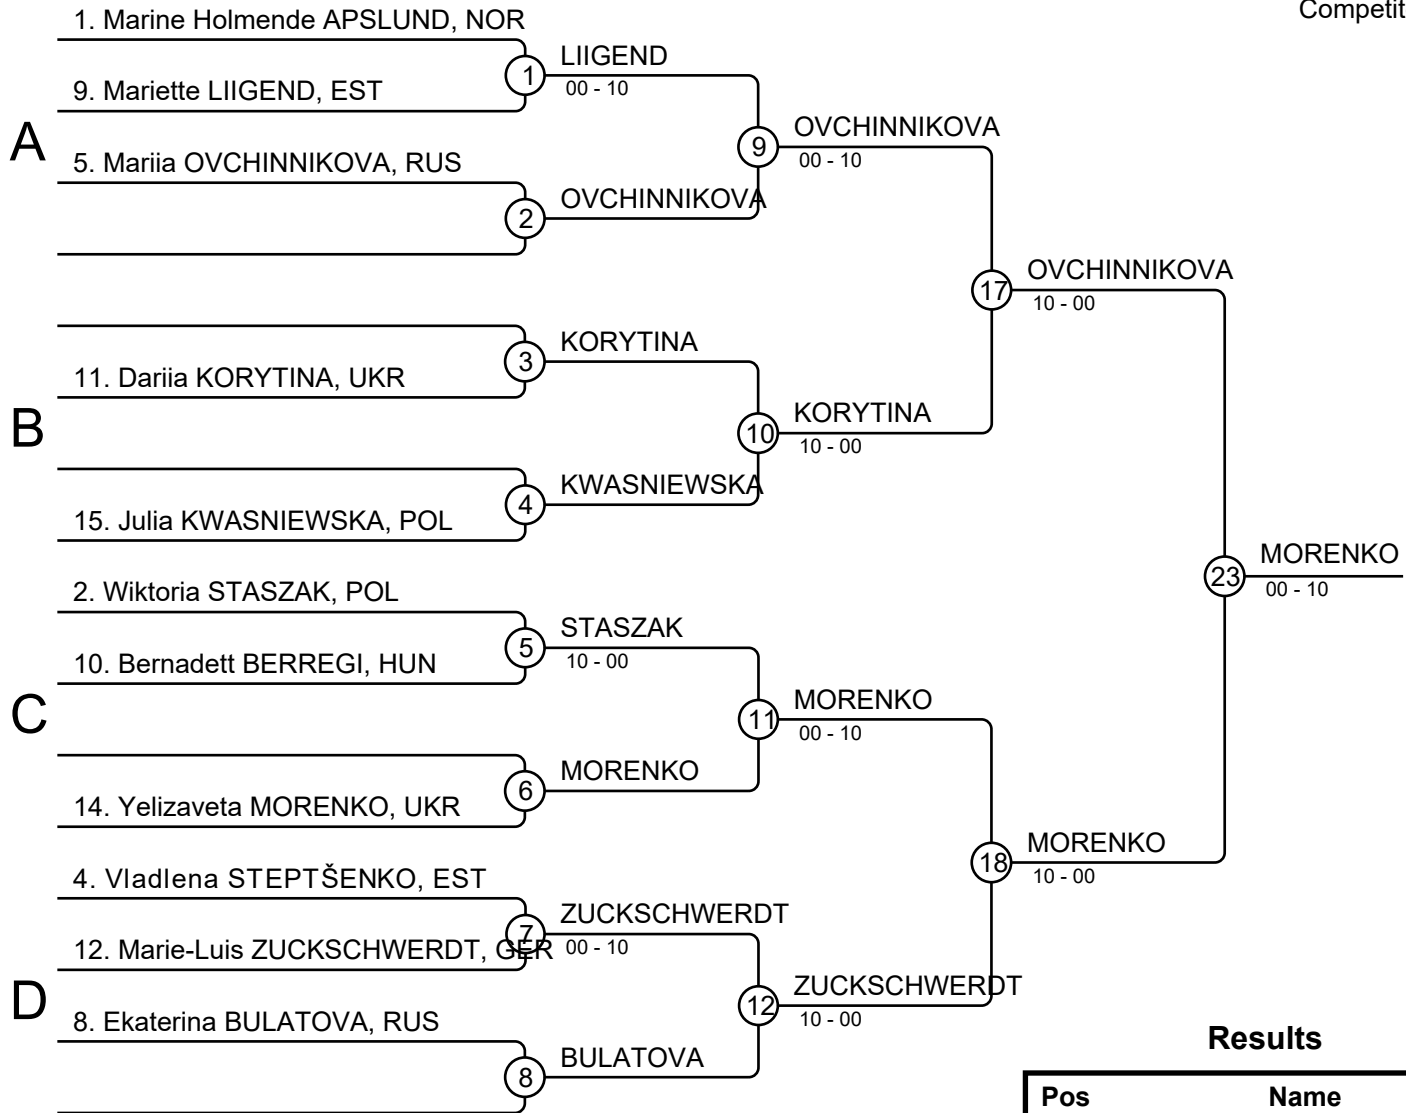 Competit
1. Marine Holmende APSLUND, NOR
1
LIIGEND
00 - 10
9. Mariette LIIGEND, EST
A
9
OVCHINNIKOVA
00 - 10
5. Mariia OVCHINNIKOVA, RUS
2
OVCHINNIKOVA
17
OVCHINNIKOVA
10 - 00
3
KORYTINA
11. Dariia KORYTINA, UKR
B
10
KORYTINA
10 - 00
4
KWASNIEWSKA
15. Julia KWASNIEWSKA, POL
23
MORENKO
00 - 10
2. Wiktoria STASZAK, POL
5
STASZAK
10 - 00
10. Bernadett BERREGI, HUN
C
11
MORENKO
00 - 10
6
MORENKO
14. Yelizaveta MORENKO, UKR
18
MORENKO
10 - 00
4. Vladlena STEPTŠENKO, EST
7
ZUCKSCHWERDT
00 - 10
12. Marie-Luis ZUCKSCHWERDT, GER
D
12
ZUCKSCHWERDT
10 - 00
8. Ekaterina BULATOVA, RUS
8
BULATOVA
Results
Pos Name